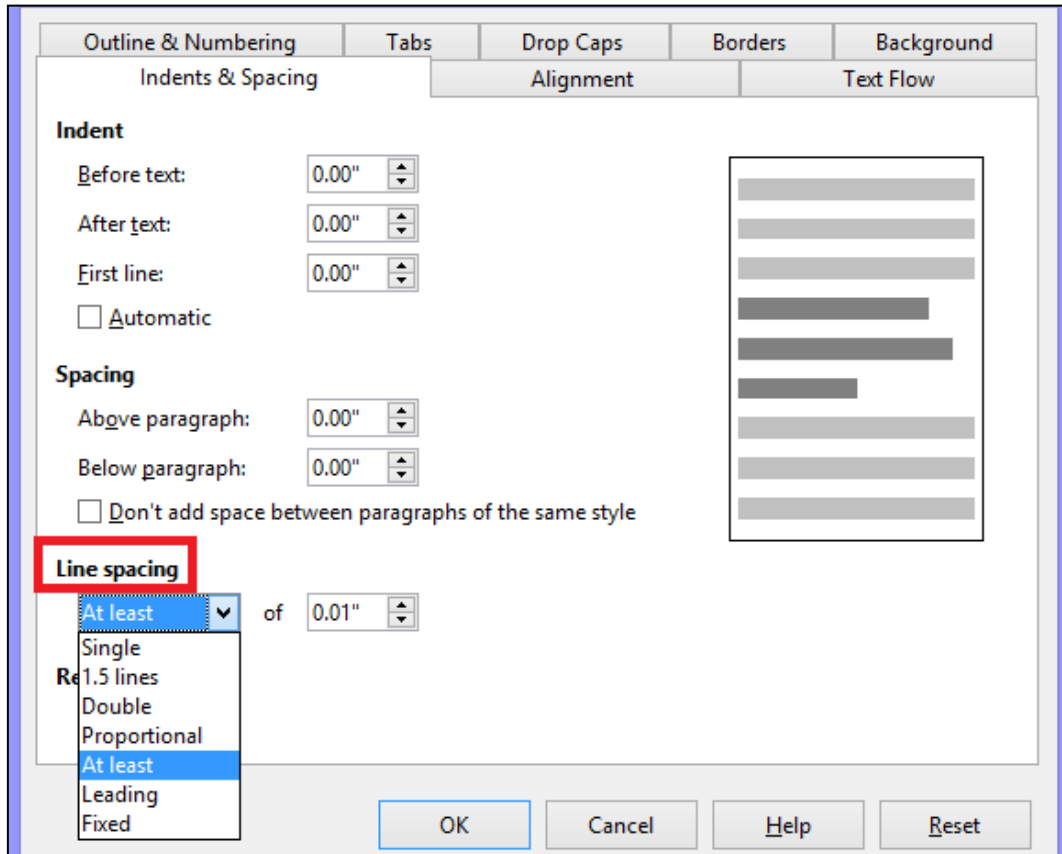 Outline & Numbering Tabs Drop Caps Borders Background
Indents & Spacing Alignment Text Flow
Indent
Before text: 0.00"
After text: 0.00"
First line: 0.00"
Automatic
Spacing
Above paragraph: 0.00"
Below paragraph: 0.00"
Don't add space between paragraphs of the same style
Line spacing
At least of 0.01"
Single
Re
1.5 lines
Double
Proportional
At least
Leading
Fixed
OK Cancel Help Reset